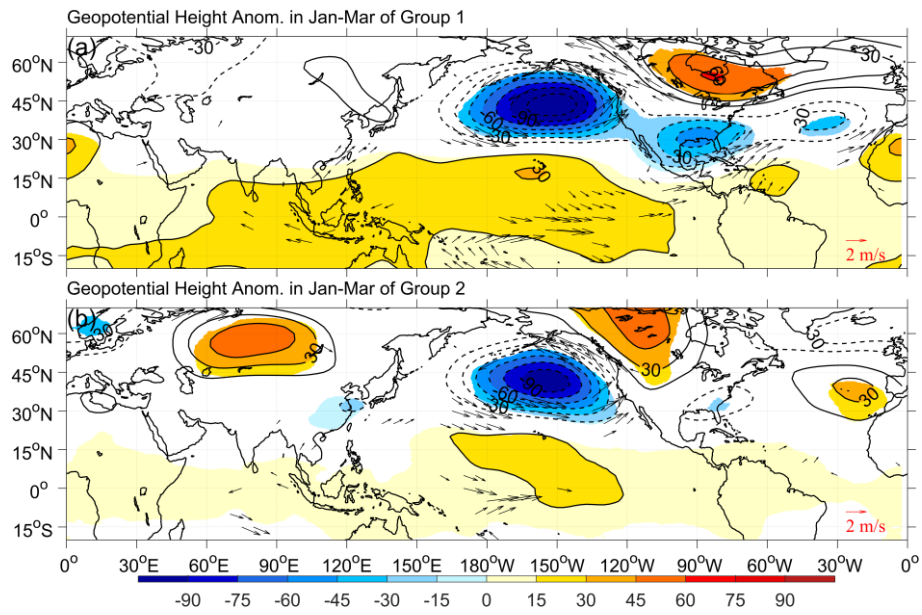 Geopotential Height Anom. in Jan-Mar of Group 1
(a)
30
30
60°N
60
90
60
30
45°N
30
30°N
30
15°N
30
0°
15°S
2 m/s
Geopotential Height Anom. in Jan-Mar of Group 2
(b)
30
60°N
30
30
45°N
90
30
30°N
30
15°N
0°
15°S
2 m/s
0° 30°E 60°E 90°E 120°E 150°E 180°W 150°W 120°W 90°W 60°W 30°W 0°
-90 -75 -60 -45 -30 -15 0 15 30 45 60 75 90